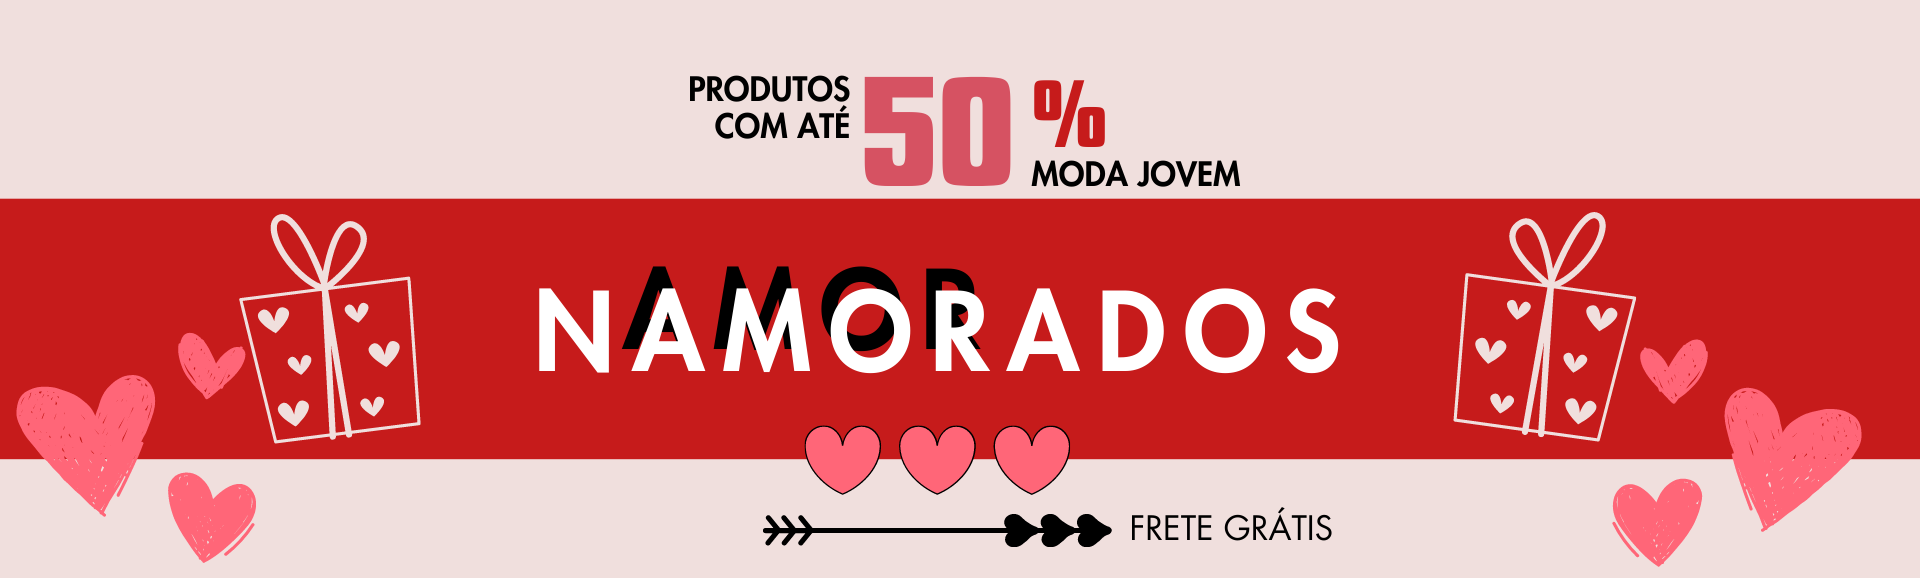 PRODUTOS
COM ATÉ
50 %
MODA JOVEM
AMOR
NAMORADOS
FRETE GRÁTIS